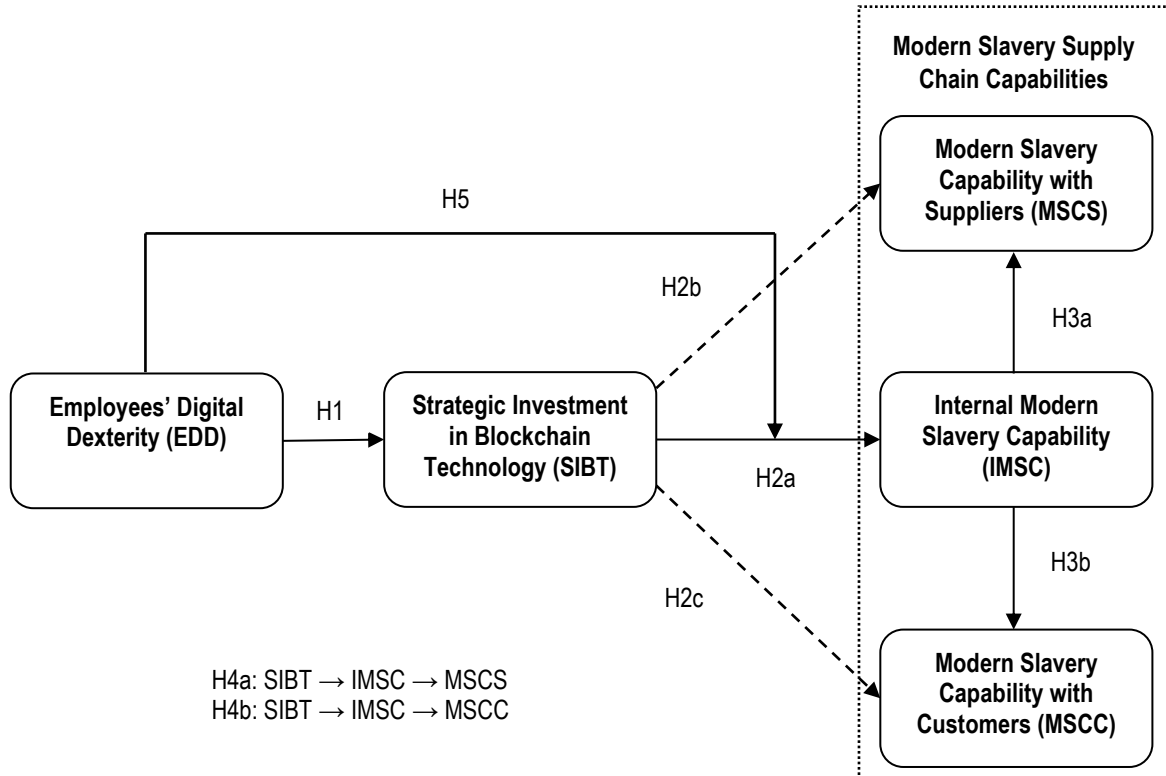 Modern Slavery Supply
Chain Capabilities
Modern Slavery
Capability with
Suppliers (MSCS)
H5
H2b
H3a
Employees’ Digital
Dexterity (EDD)
H1
Strategic Investment
in Blockchain
Technology (SIBT)
H2a
Internal Modern
Slavery Capability
(IMSC)
H3b
H2c
Modern Slavery
Capability with
Customers (MSCC)
H4a: SIBT → IMSC → MSCS
H4b: SIBT → IMSC → MSCC